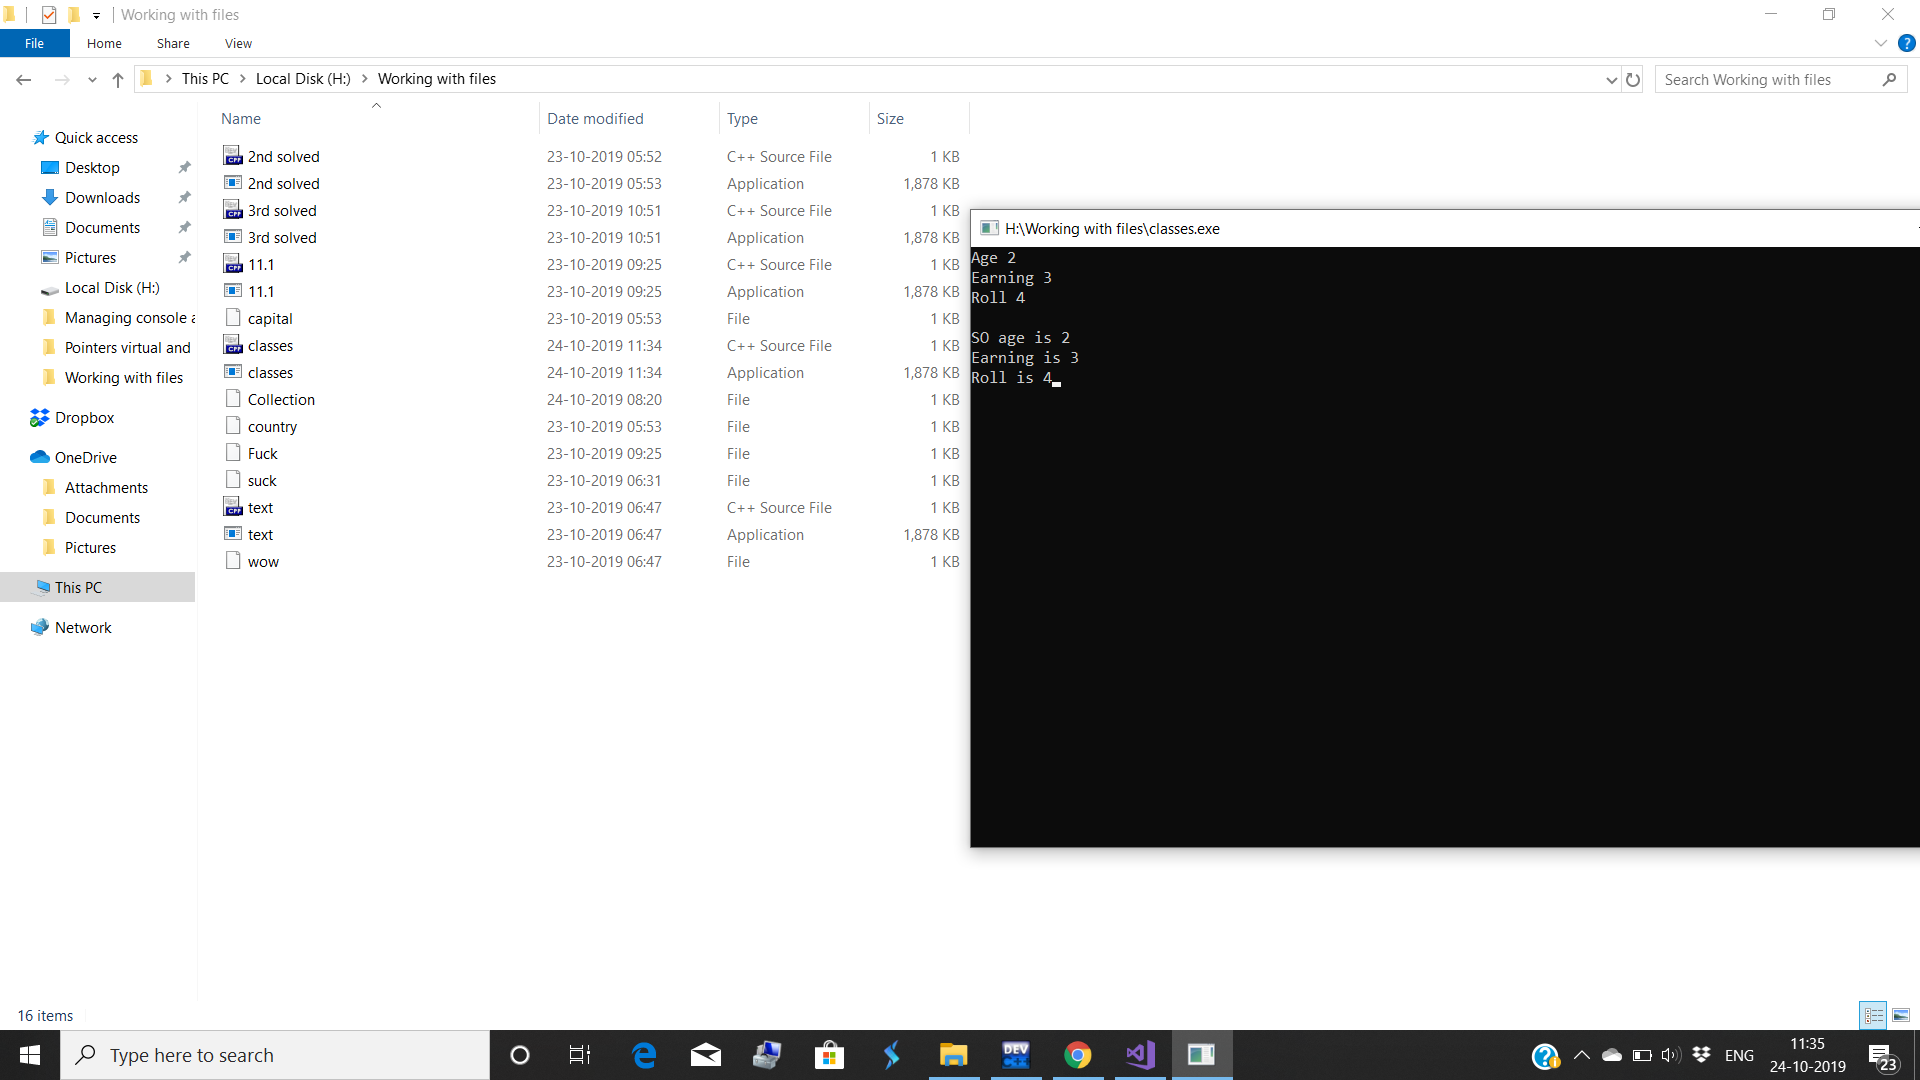 Working with files
File Home Share View
This PC Local Disk (H:) Working with files
Search Working with files
Name Date modified Type Size
Quick access
Desktop
Downloads
Documents
Pictures
Local Disk (H:)
Managing console a
Pointers virtual and
Working with files
Dropbox
OneDrive
Attachments
Documents
Pictures
This PC
Network
2nd solved 23-10-2019 05:52 C++ Source File 1 KB
2nd solved 23-10-2019 05:53 Application 1,878 KB
3rd solved 23-10-2019 10:51 C++ Source File 1 KB
3rd solved 23-10-2019 10:51 Application 1,878 KB
11.1 23-10-2019 09:25 C++ Source File 1 KB
11.1 23-10-2019 09:25 Application 1,878 KB
capital 23-10-2019 05:53 File 1 KB
classes 24-10-2019 11:34 C++ Source File 1 KB
classes 24-10-2019 11:34 Application 1,878 KB
Collection 24-10-2019 08:20 File 1 KB
country 23-10-2019 05:53 File 1 KB
Fuck 23-10-2019 09:25 File 1 KB
suck 23-10-2019 06:31 File 1 KB
text 23-10-2019 06:47 C++ Source File 1 KB
text 23-10-2019 06:47 Application 1,878 KB
wow 23-10-2019 06:47 File 1 KB
H:\Working with files\classes.exe
Age 2
Earning 3
Roll 4
SO age is 2
Earning is 3
Roll is 4
16 items
Type here to search
DEV
C++
ENG
11:35
24-10-2019
23